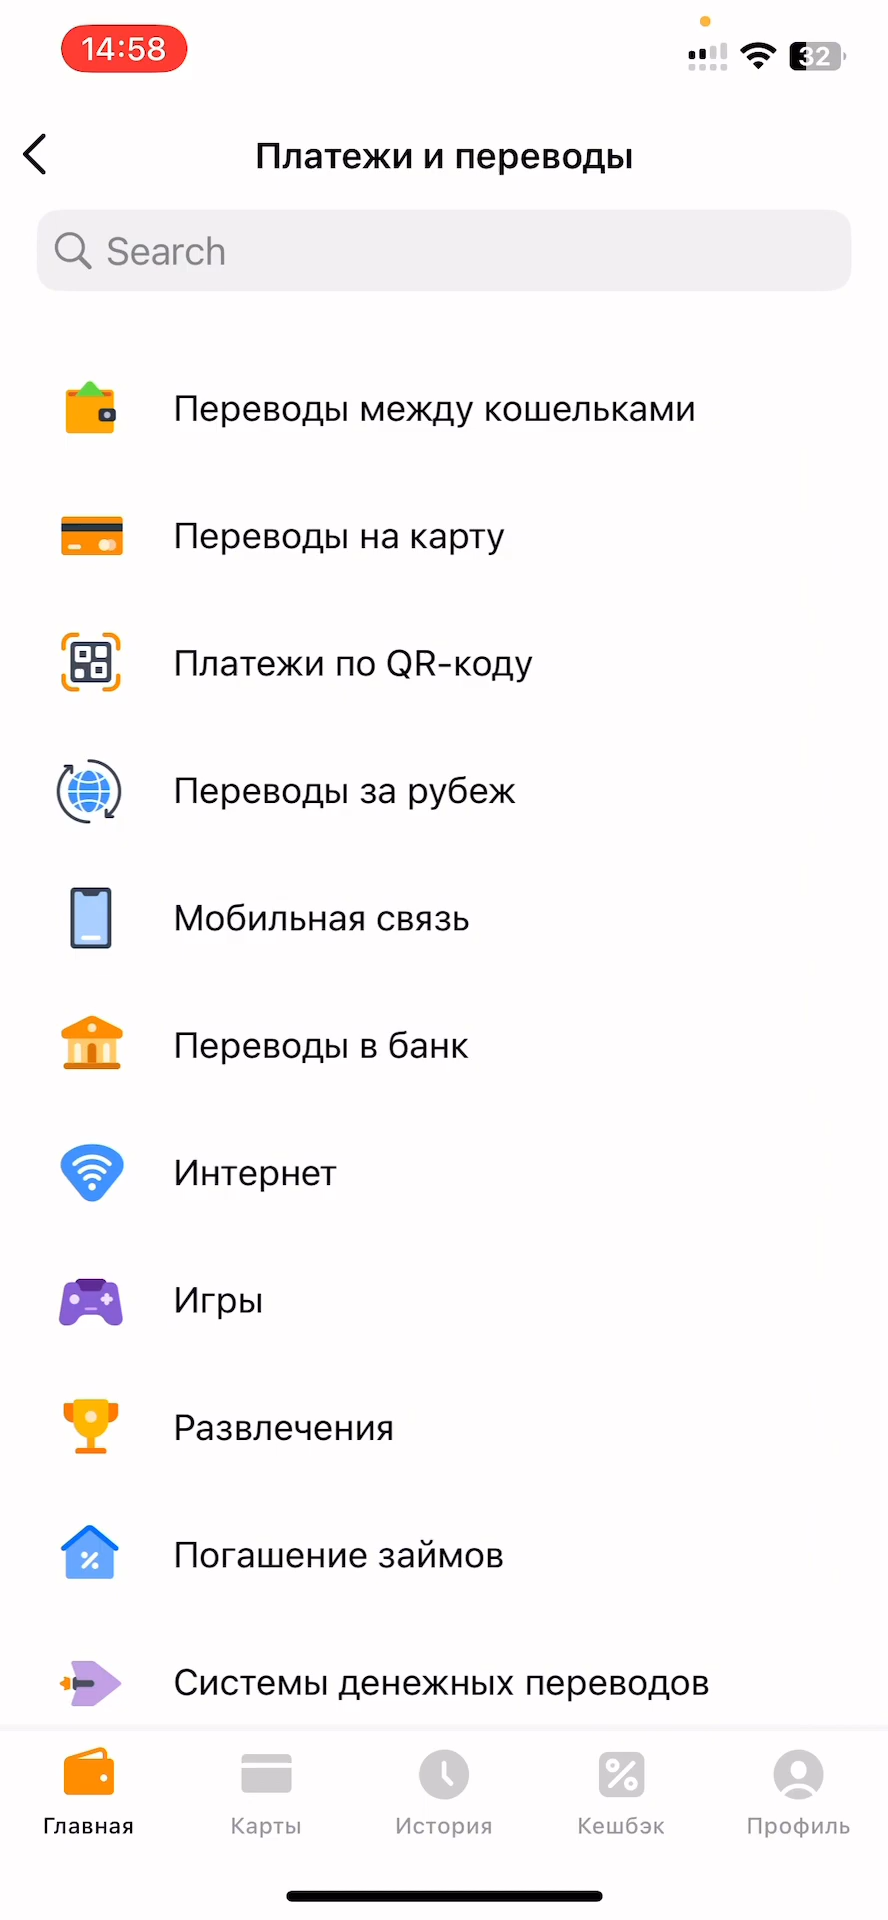 14:58
32
Платежи и переводы
Search
Переводы между кошельками
Переводы на карту
Платежи по QR-коду
Переводы за рубеж
Мобильная связь
Переводы в банк
Интернет
Игры
Развлечения
Погашение займов
Системы денежных переводов
Главная
Карты
История
Кешбэк
Профиль